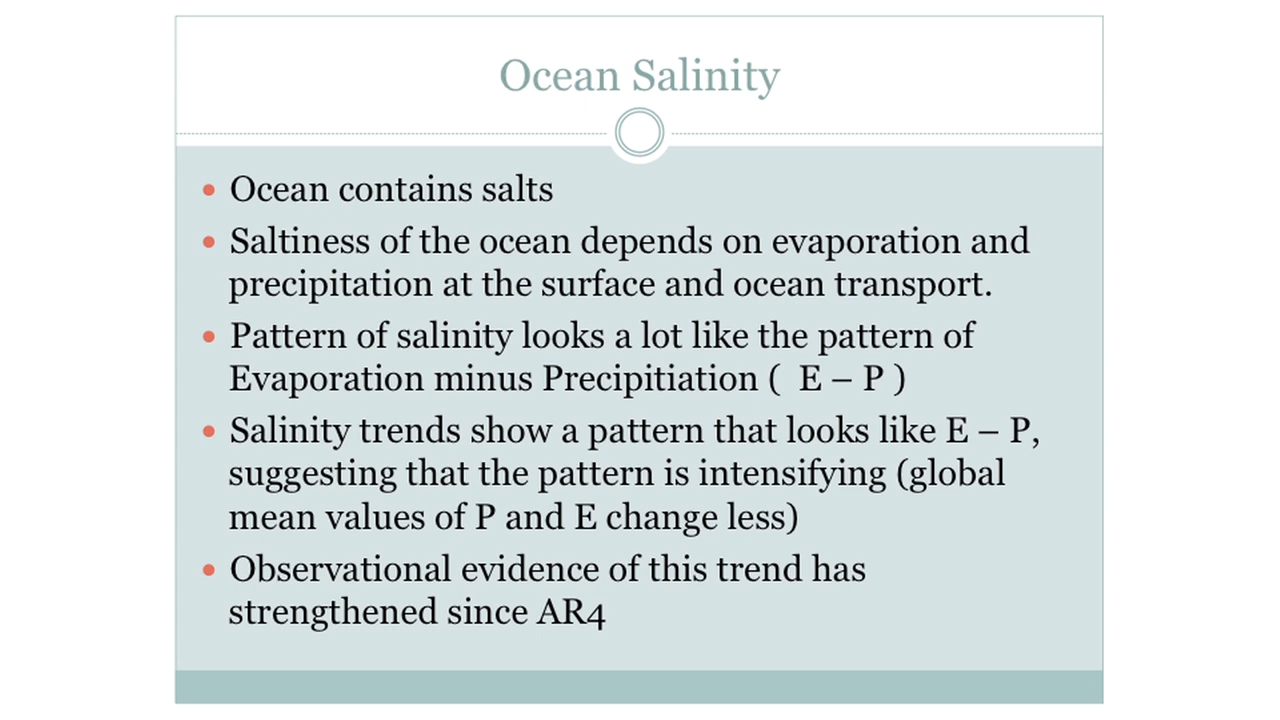 Ocean Salinity
• Ocean contains salts
• Saltiness of the ocean depends on evaporation and
precipitation at the surface and ocean transport.
• Pattern of salinity looks a lot like the pattern of
Evaporation minus Precipitiation (  E – P )
• Salinity trends show a pattern that looks like E – P,
suggesting that the pattern is intensifying (global
mean values of P and E change less)
• Observational evidence of this trend has
strengthened since AR4